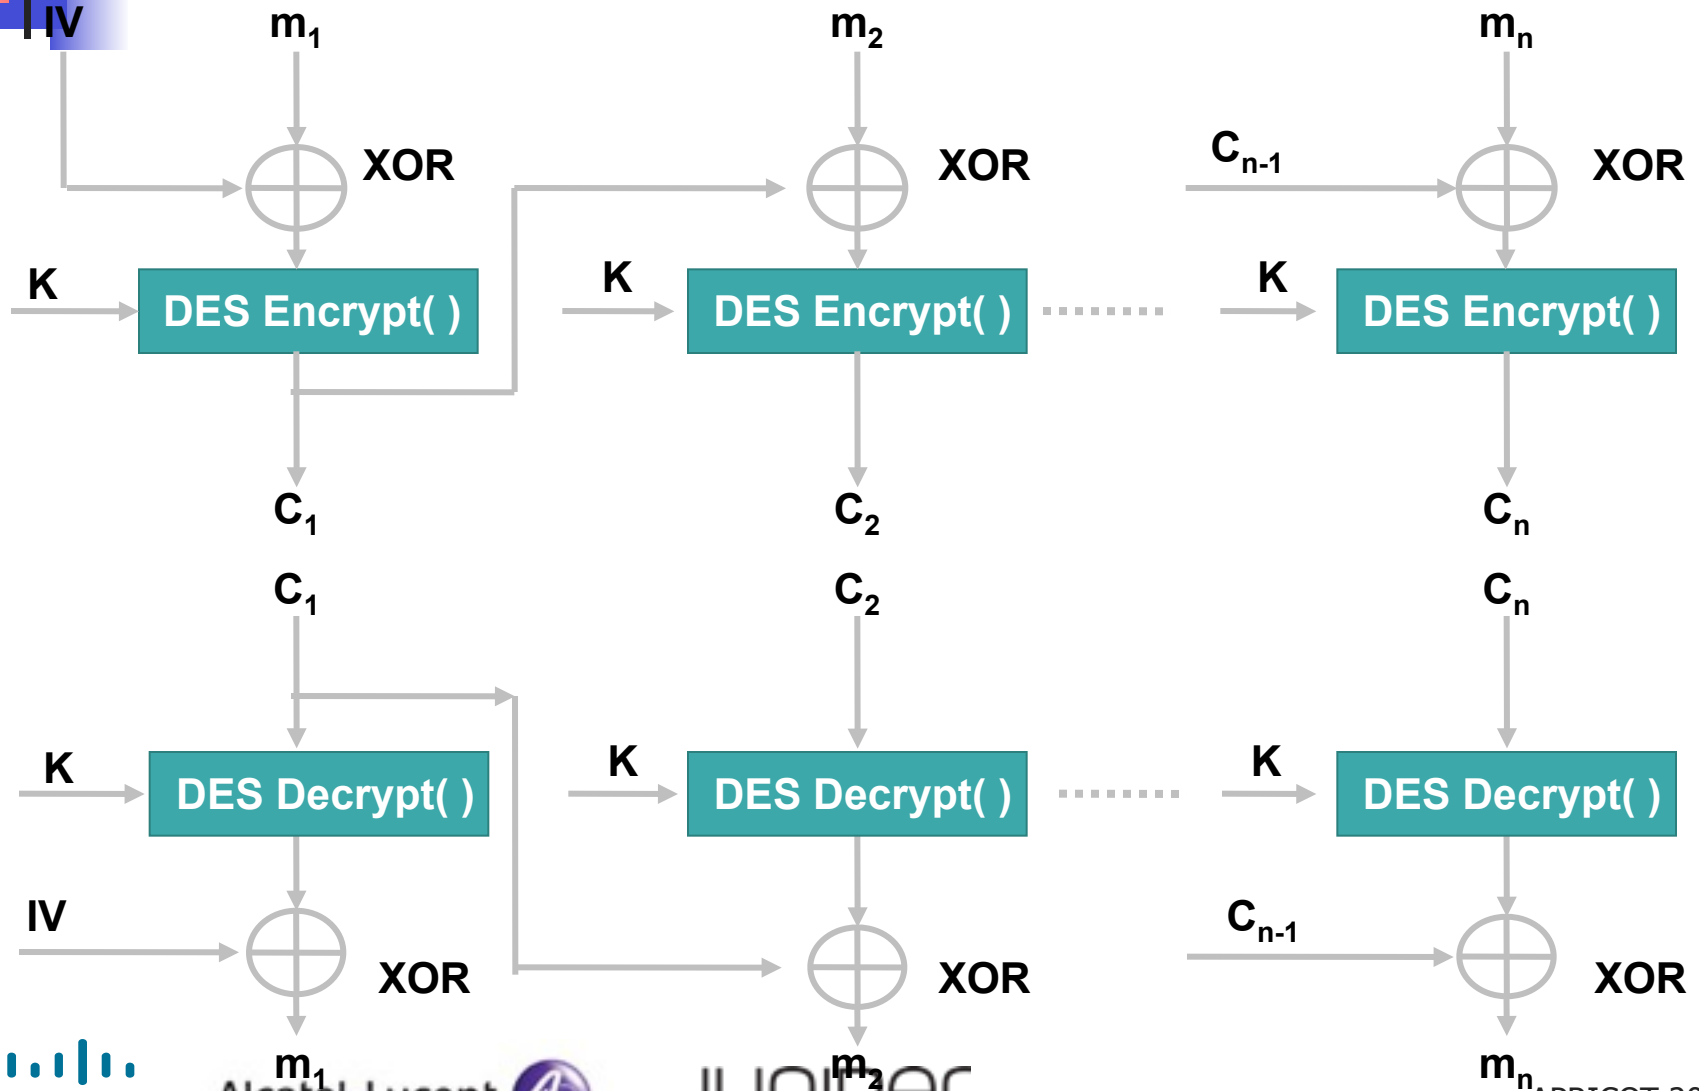 IV m₁ m₂ mₙ
XOR XOR Cₙ₋₁ XOR
K K K
DES Encrypt( ) DES Encrypt( ) DES Encrypt( )
C₁ C₂ Cₙ
C₁ C₂ Cₙ
K K K
DES Decrypt( ) DES Decrypt( ) DES Decrypt( )
IV Cₙ₋₁
XOR XOR XOR
m₁ m₂ mₙ